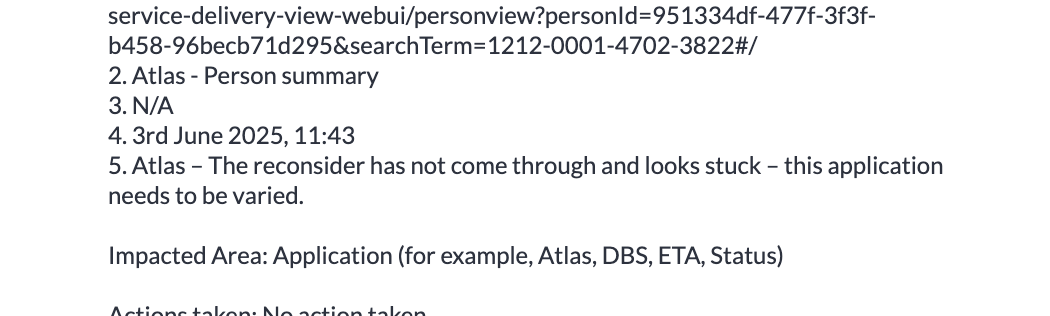 service-delivery-view-webui/personview?personId=951334df-477f-3f3f-
b458-96becb71d295&searchTerm=1212-0001-4702-3822#/
2. Atlas - Person summary
3. N/A
4. 3rd June 2025, 11:43
5. Atlas – The reconsider has not come through and looks stuck – this application
needs to be varied.
Impacted Area: Application (for example, Atlas, DBS, ETA, Status)
Actions taken: No action taken